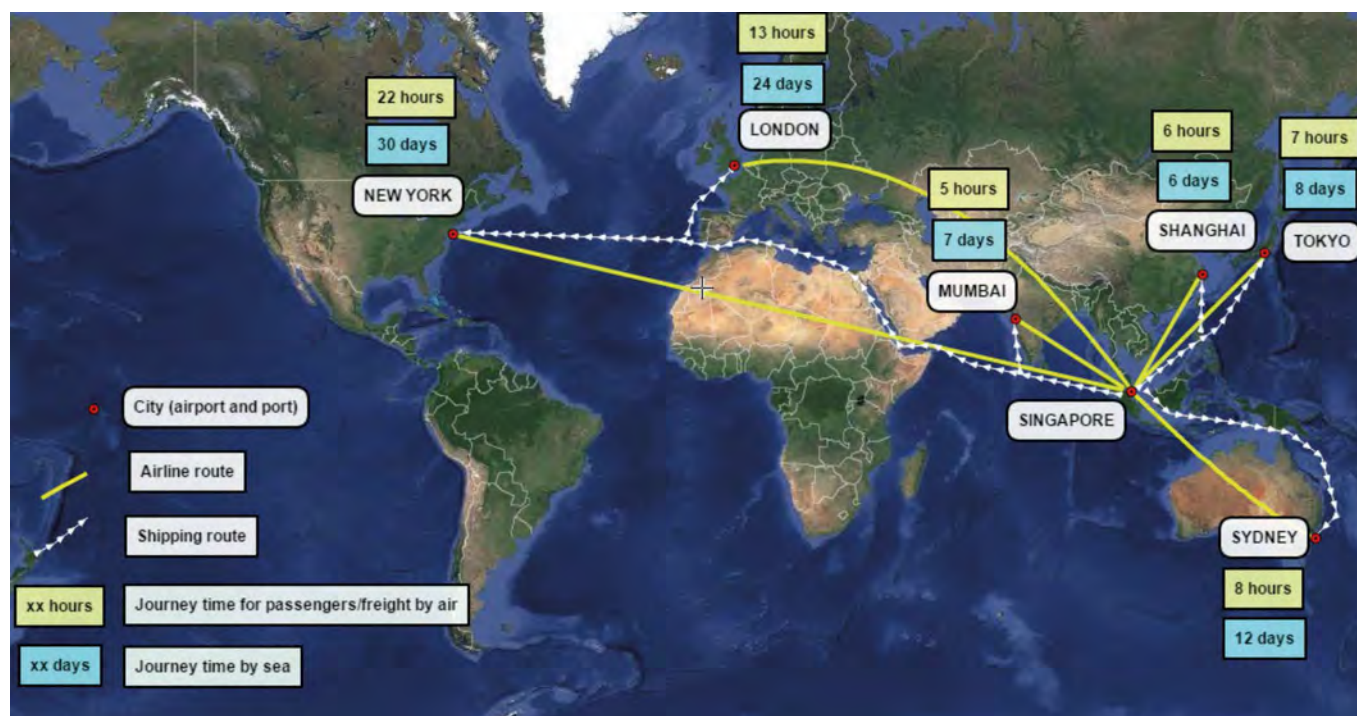 13 hours
24 days
LONDON
22 hours
30 days
NEW YORK
5 hours
7 days
MUMBAI
6 hours
6 days
SHANGHAI
7 hours
8 days
TOKYO
SINGAPORE
SYDNEY
8 hours
12 days
City (airport and port)
Airline route
Shipping route
xx hours
Journey time for passengers/freight by air
xx days
Journey time by sea